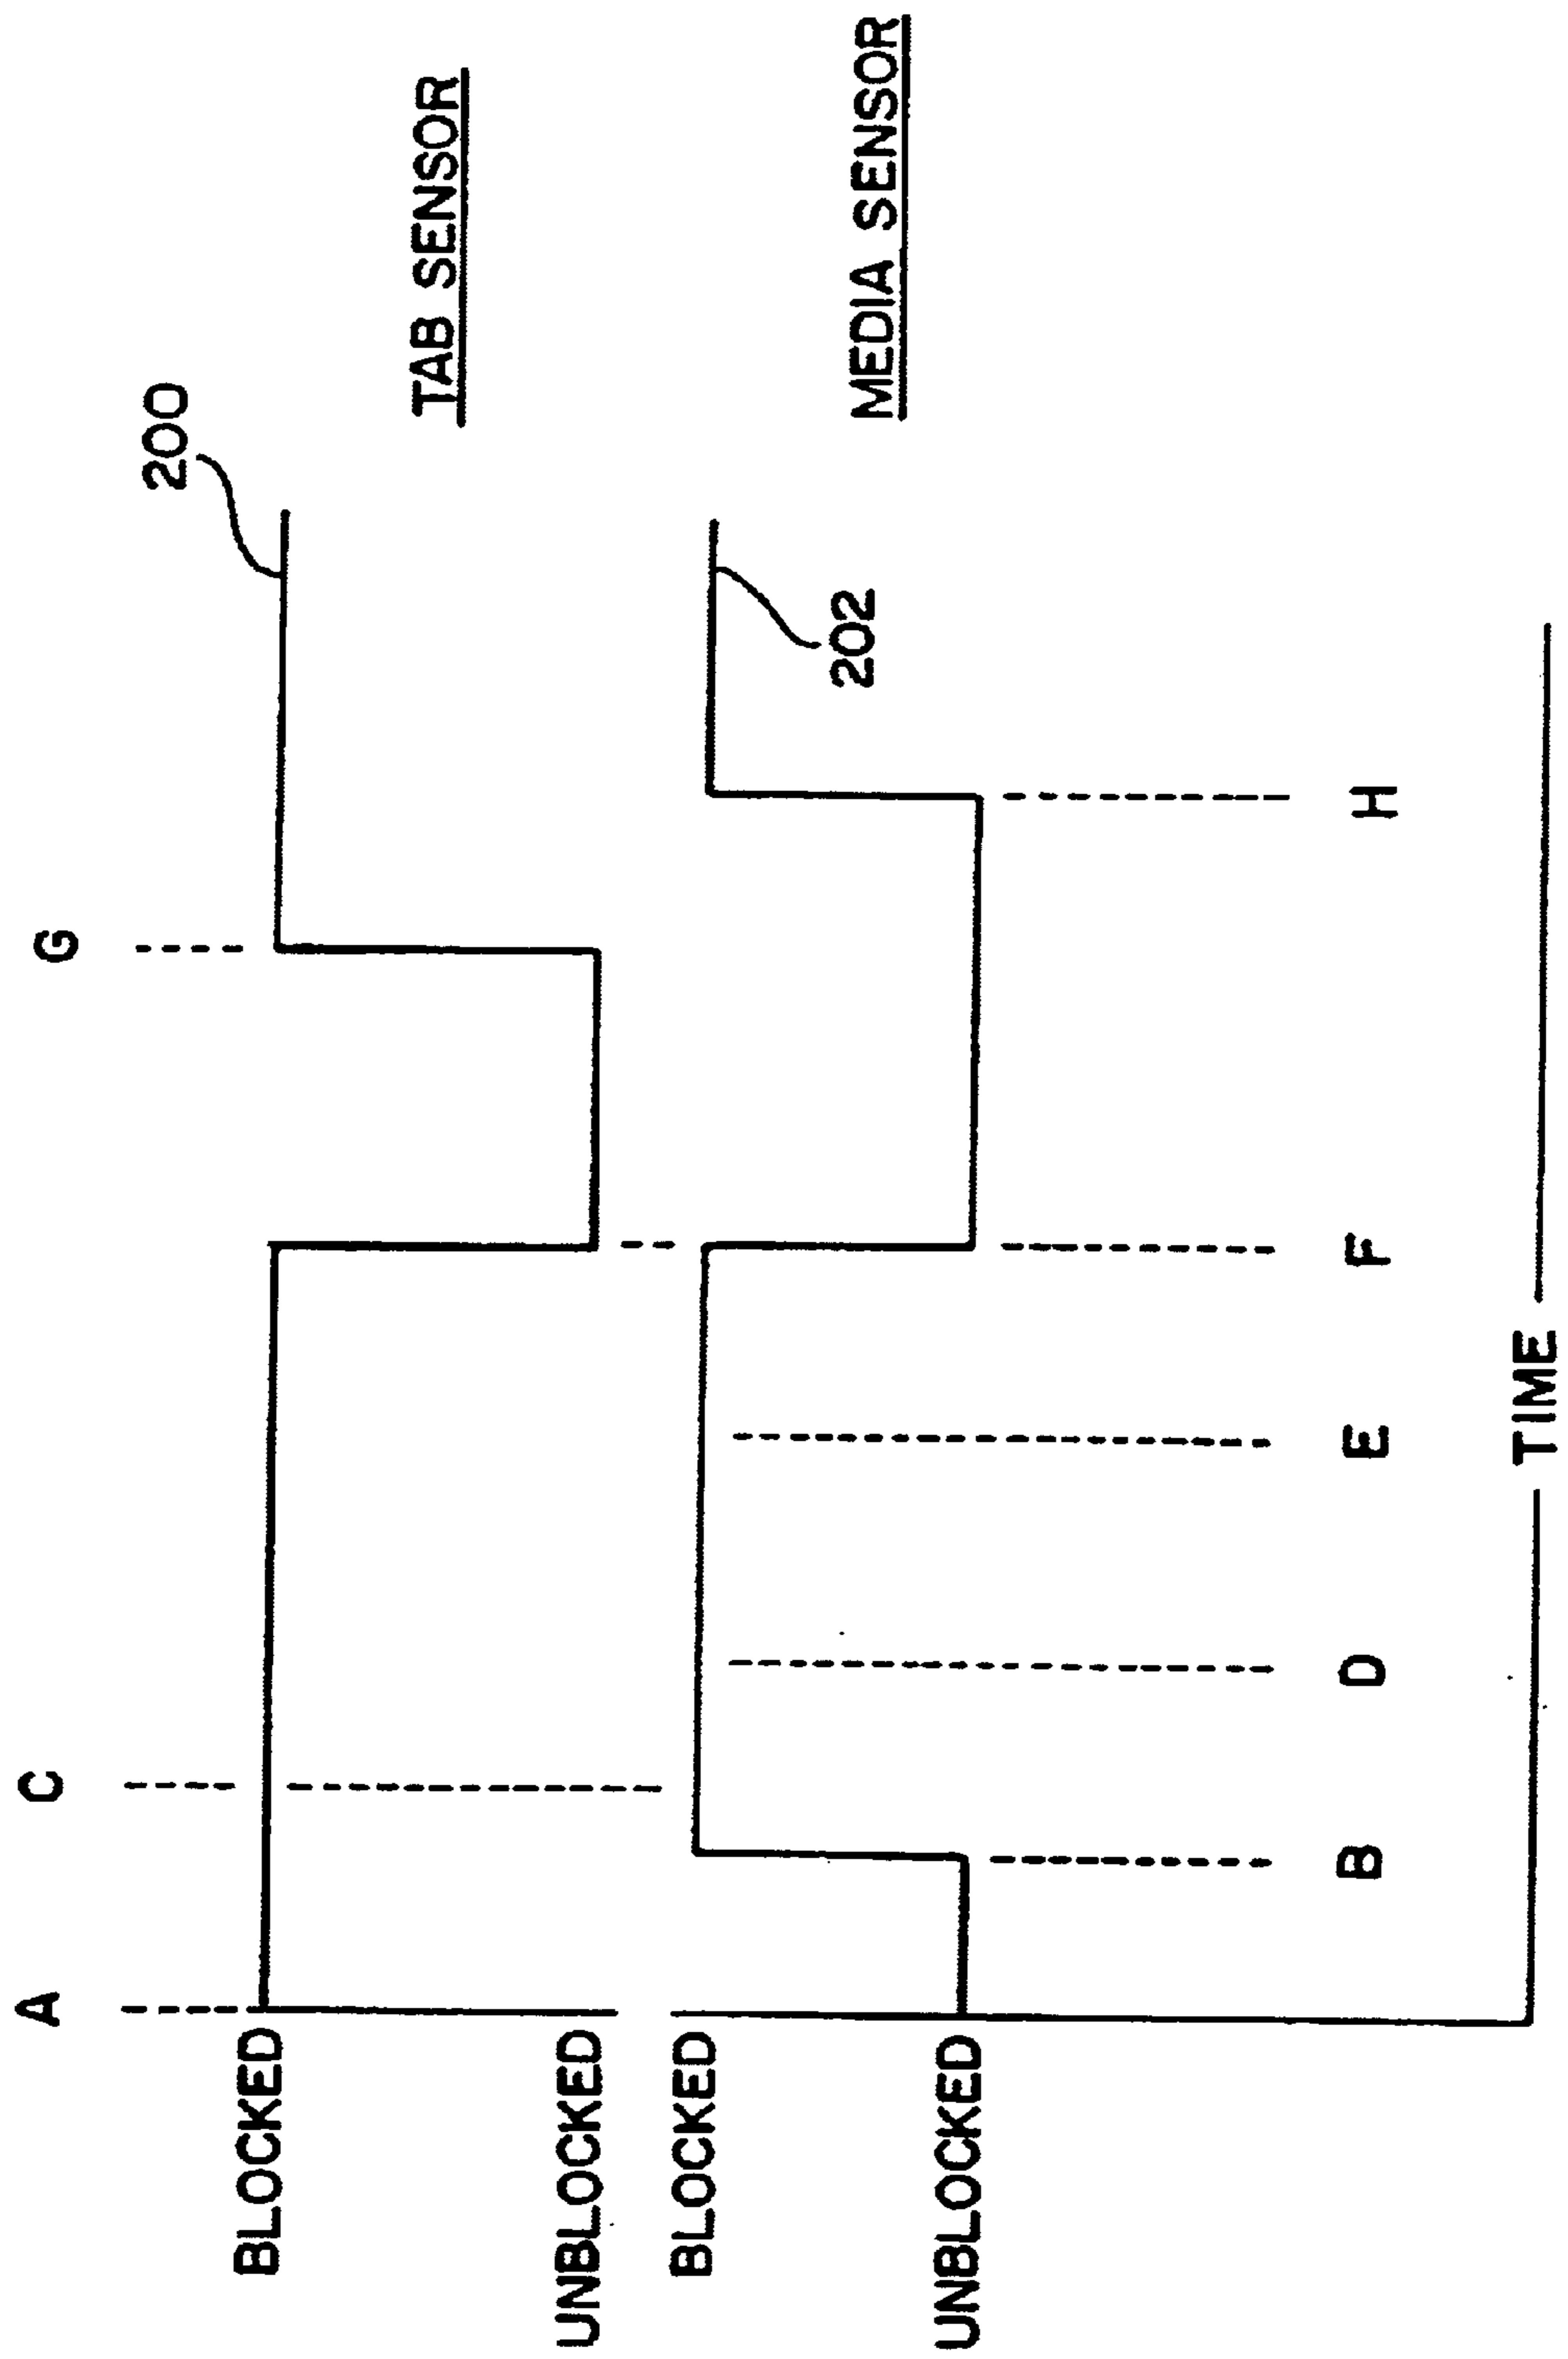 A
C
G
200
BLOCKED
TAB SENSOR
UNBLOCKED
BLOCKED
202
MEDIA SENSOR
UNBLOCKED
B
D
E
F
H
TIME